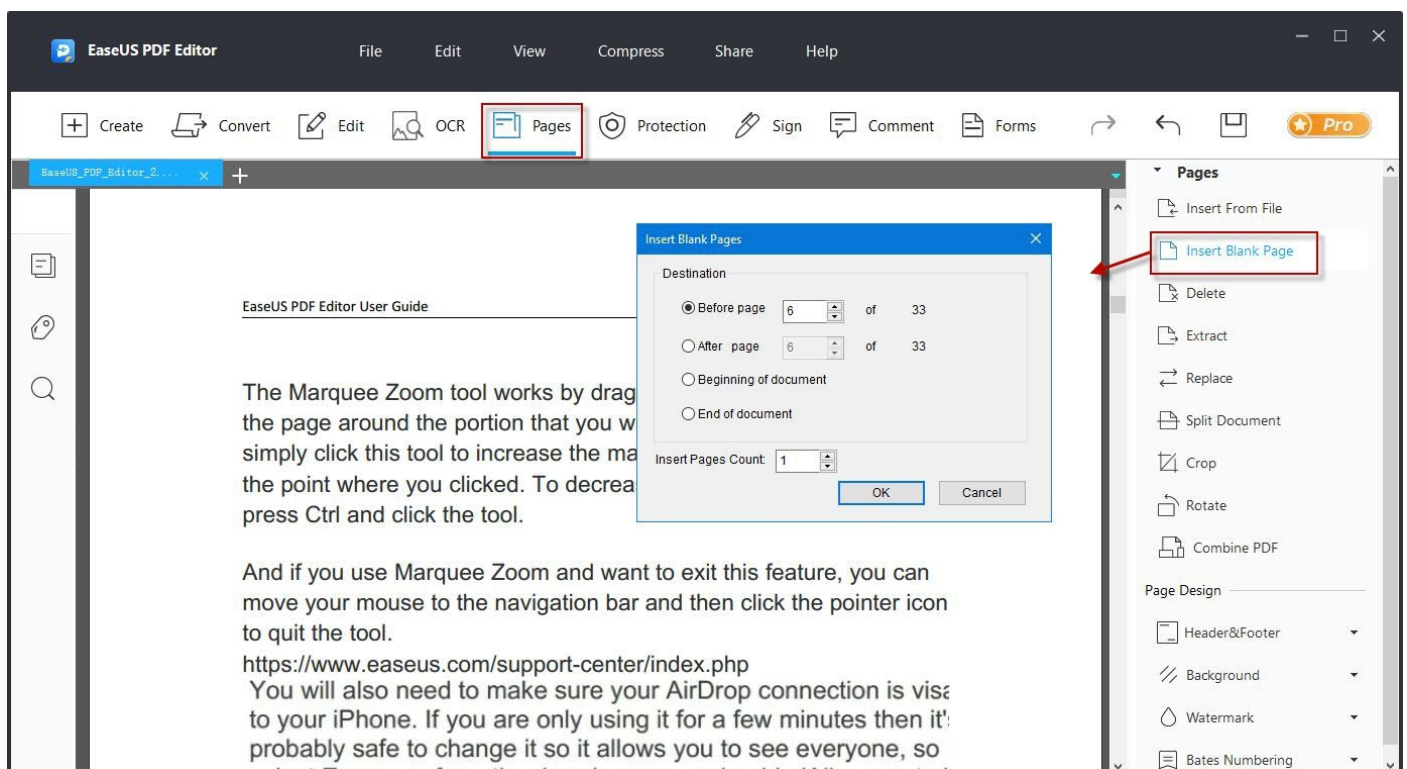 EaseUS PDF Editor File Edit View Compress Share Help
Create Convert Edit OCR Pages Protection Sign Comment Forms Pro
EaseUS_PDF_Editor_2....
Pages
Insert From File
Insert Blank Page
Delete
Extract
Replace
Split Document
Crop
Rotate
Combine PDF
Page Design
Header&Footer
Background
Watermark
Bates Numbering
Insert Blank Pages
Destination
Before page 6 of 33
After page 6 of 33
Beginning of document
End of document
Insert Pages Count: 1
OK Cancel
EaseUS PDF Editor User Guide
The Marquee Zoom tool works by drag
the page around the portion that you w
simply click this tool to increase the ma
the point where you clicked. To decrea
press Ctrl and click the tool.
And if you use Marquee Zoom and want to exit this feature, you can
move your mouse to the navigation bar and then click the pointer icon
to quit the tool.
https://www.easeus.com/support-center/index.php
You will also need to make sure your AirDrop connection is visa
to your iPhone. If you are only using it for a few minutes then it's
probably safe to change it so it allows you to see everyone, so